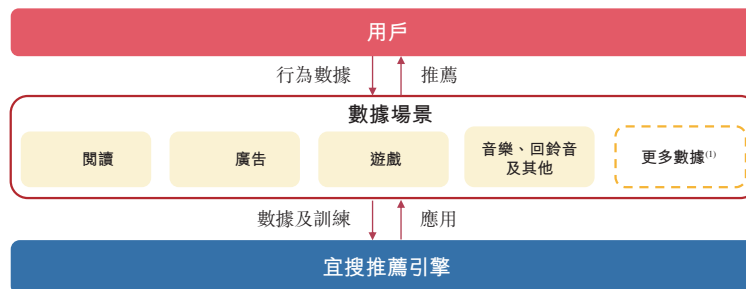 用戶
行為數據
推薦
數據場景
閱讀
廣告
遊戲
音樂、回鈴音
及其他
更多數據(1)
數據及訓練
應用
宜搜推薦引擎